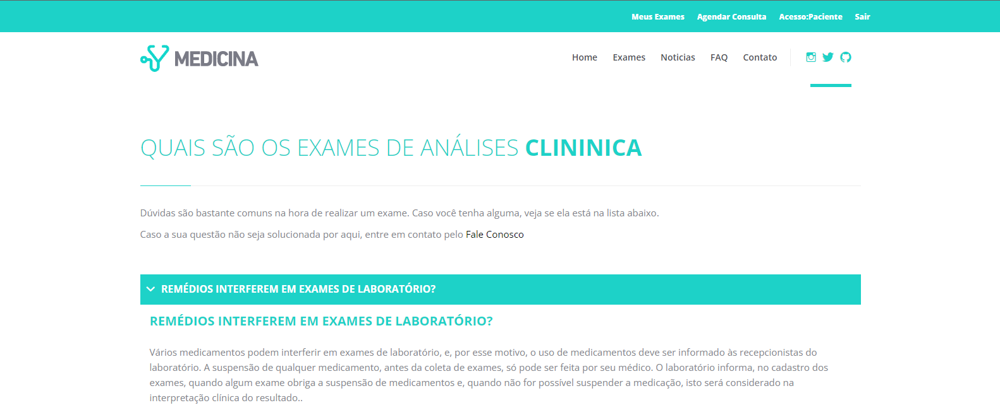 Meus Exames Agendar Consulta Acesso:Paciente Sair
MEDICINA
Home Exames Noticias FAQ Contato
QUAIS SÃO OS EXAMES DE ANÁLISES CLININICA
Dúvidas são bastante comuns na hora de realizar um exame. Caso você tenha alguma, veja se ela está na lista abaixo.
Caso a sua questão não seja solucionada por aqui, entre em contato pelo Fale Conosco
REMÉDIOS INTERFEREM EM EXAMES DE LABORATÓRIO?
REMÉDIOS INTERFEREM EM EXAMES DE LABORATÓRIO?
Vários medicamentos podem interferir em exames de laboratório, e, por esse motivo, o uso de medicamentos deve ser informado às recepcionistas do
laboratório. A suspensão de qualquer medicamento, antes da coleta de exames, só pode ser feita por seu médico. O laboratório informa, no cadastro dos
exames, quando algum exame obriga a suspensão de medicamentos e, quando não for possível suspender a medicação, isto será considerado na
interpretação clínica do resultado..